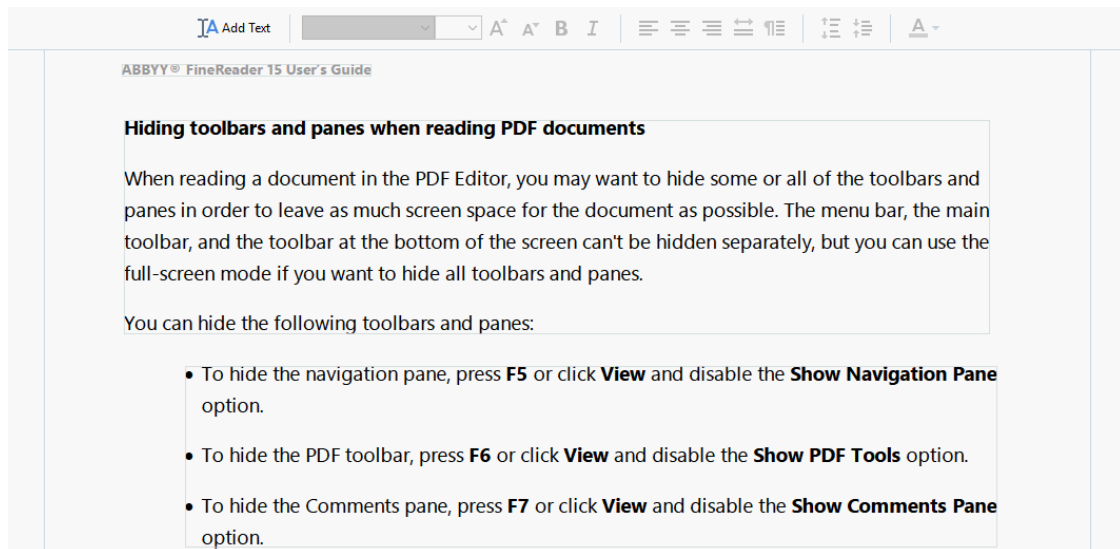 Add Text A A B I A
ABBYY® FineReader 15 User's Guide
Hiding toolbars and panes when reading PDF documents
When reading a document in the PDF Editor, you may want to hide some or all of the toolbars and
panes in order to leave as much screen space for the document as possible. The menu bar, the main
toolbar, and the toolbar at the bottom of the screen can't be hidden separately, but you can use the
full-screen mode if you want to hide all toolbars and panes.
You can hide the following toolbars and panes:
• To hide the navigation pane, press F5 or click View and disable the Show Navigation Pane
option.
• To hide the PDF toolbar, press F6 or click View and disable the Show PDF Tools option.
• To hide the Comments pane, press F7 or click View and disable the Show Comments Pane
option.